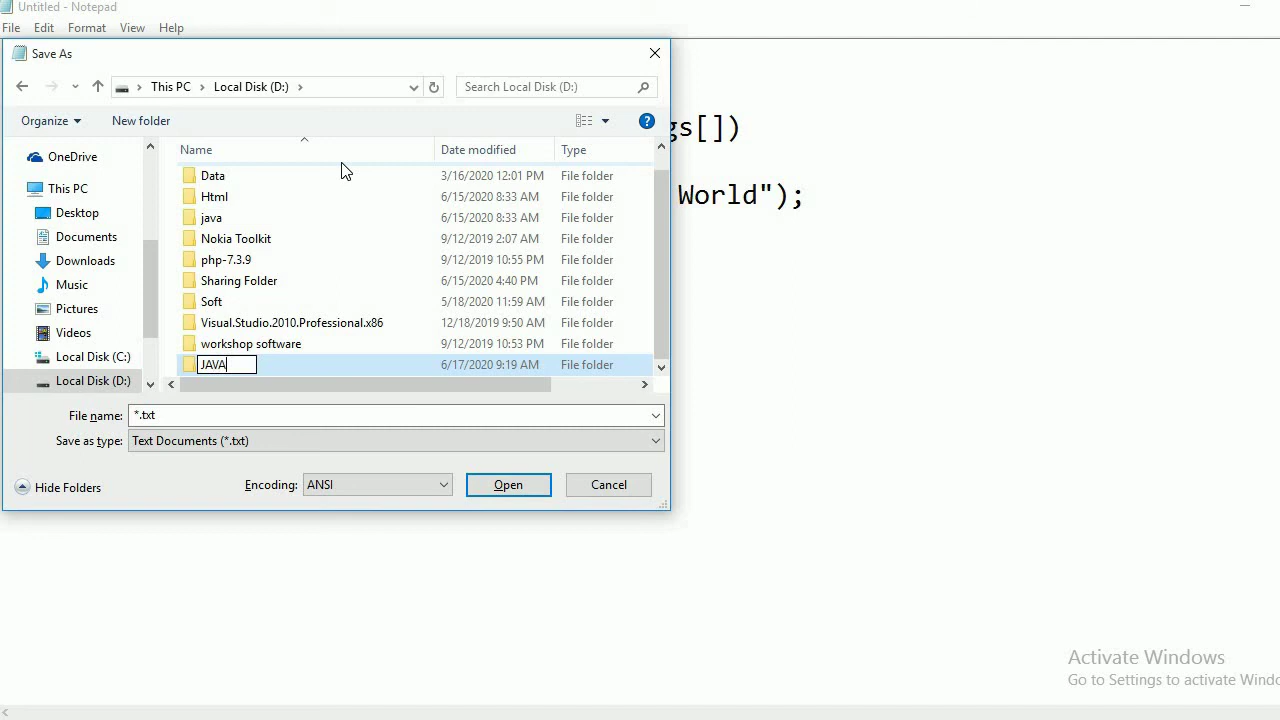 Untitled - Notepad
File Edit Format View Help
Save As
This PC Local Disk (D:)
Search Local Disk (D:)
Organize New folder
gs[])
World");
Name Date modified Type
OneDrive
This PC
Desktop
Documents
Downloads
Music
Pictures
Videos
Local Disk (C:)
Local Disk (D:)
Data 3/16/2020 12:01 PM File folder
Html 6/15/2020 8:33 AM File folder
java 6/15/2020 8:33 AM File folder
Nokia Toolkit 9/12/2019 2:07 AM File folder
php-7.3.9 9/12/2019 10:55 PM File folder
Sharing Folder 6/15/2020 4:40 PM File folder
Soft 5/18/2020 11:59 AM File folder
Visual.Studio.2010.Professional.x86 12/18/2019 9:50 AM File folder
workshop software 9/12/2019 10:53 PM File folder
JAVA 6/17/2020 9:19 AM File folder
File name: *.txt
Save as type: Text Documents (*.txt)
Hide Folders
Encoding: ANSI
Open
Cancel
Activate Windows
Go to Settings to activate Windo